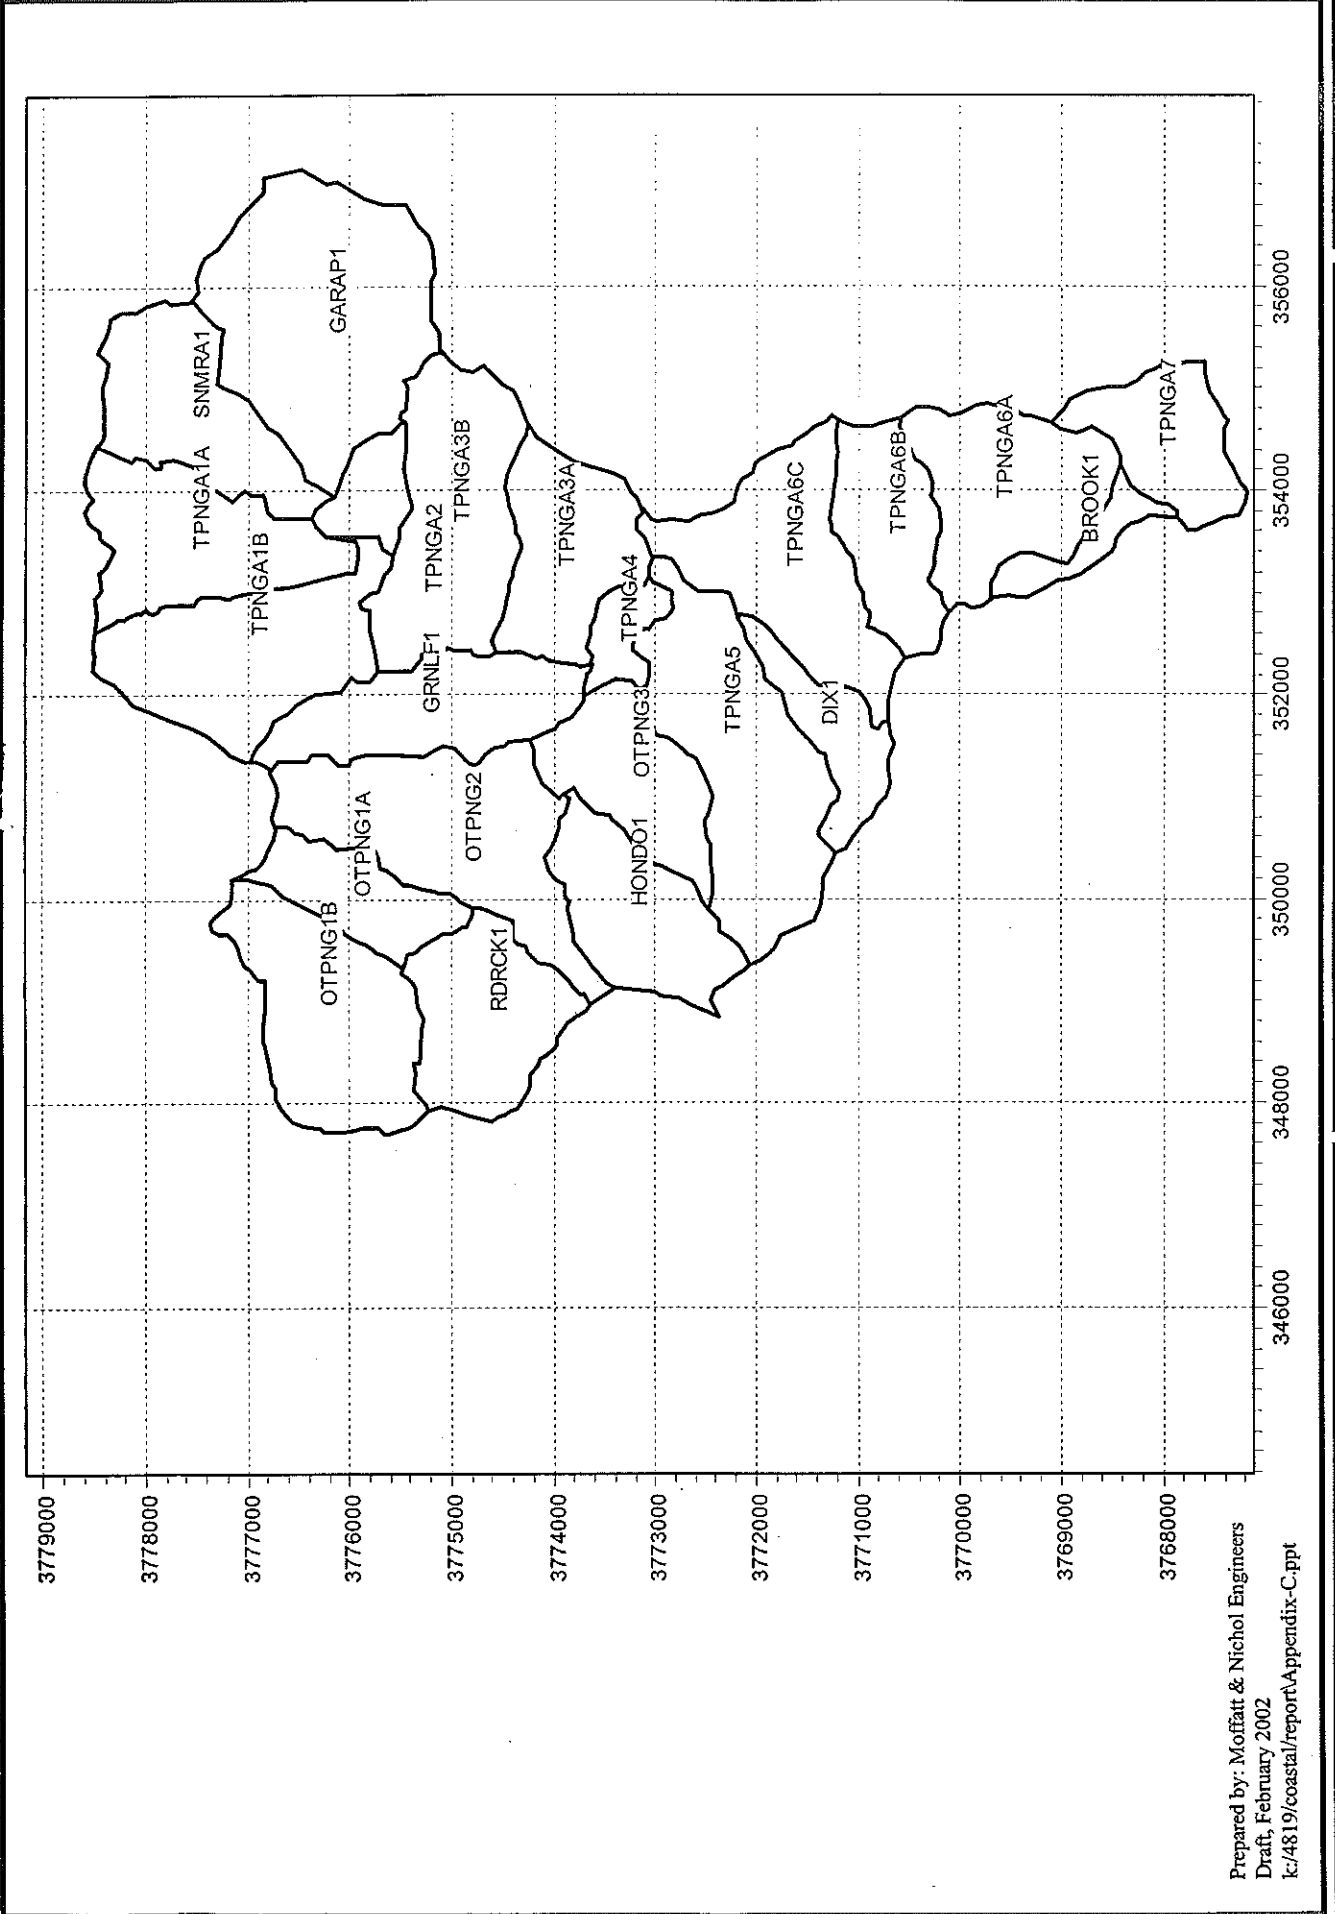 3779000
3778000
3777000
3776000
3775000
3774000
3773000
3772000
3771000
3770000
3769000
3768000
346000
348000
350000
352000
354000
356000
TPNGA1A
SNMRA1
TPNGA1B
GARAP1
OTPNG1B
OTPNG1A
GRNLF1
TPNGA2
TPNGA3B
OTPNG2
RDRCK1
TPNGA3A
TPNGA4
HONDO1
OTPNG3
TPNGA5
TPNGA6C
DIX1
TPNGA6B
TPNGA6A
BROOK1
TPNGA7
Prepared by: Moffatt & Nichol Engineers
Draft, February 2002
k:/4819/coastal/report\Appendix-C.ppt